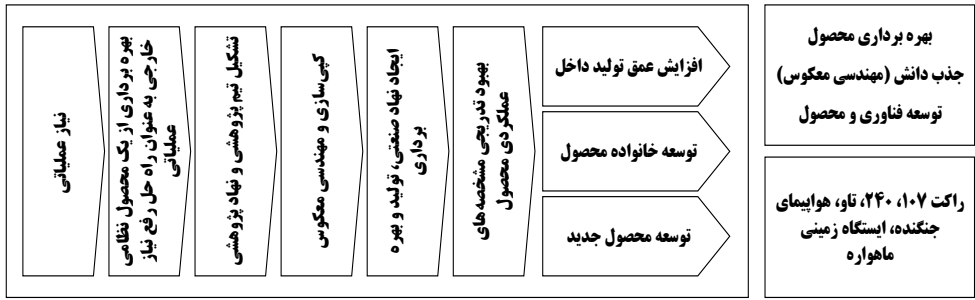 بهره برداری محصول
جذب دانش (مهندسی معکوس)
توسعه فناوری و محصول
راکت ۱۰۷، ۲۴۰، تاو، هواپیمای
جنگنده، ایستگاه زمینی
ماهواره
نیاز عملیاتی
بهره برداری از یک محصول نظامی
خارجی به عنوان راه حل رفع نیاز
عملیاتی
تشکیل تیم پژوهشی و نهاد پژوهشی
کپی‌سازی و مهندسی معکوس
ایجاد نهاد صنعتی، تولید و بهره
برداری
بهبود تدریجی مشخصه‌های
عملکردی محصول
افزایش عمق تولید داخل
توسعه خانواده محصول
توسعه محصول جدید